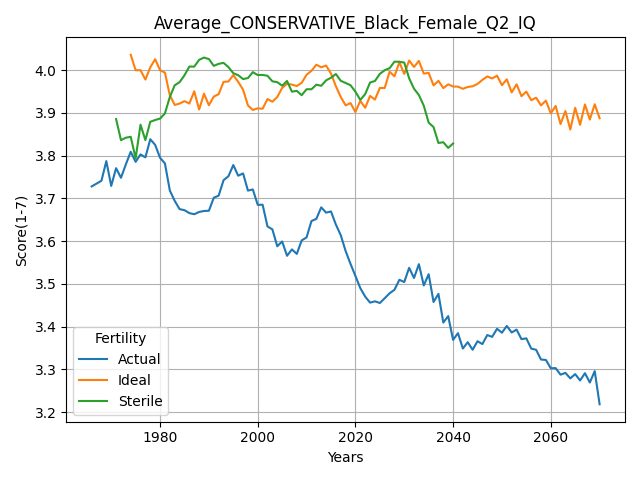 Average_CONSERVATIVE_Black_Female_Q2_IQ
Score(1-7)
4.0
3.9
3.8
3.7
3.6
3.5
3.4
3.3
3.2
Fertility
Actual
Ideal
Sterile
1980 2000 2020 2040 2060
Years